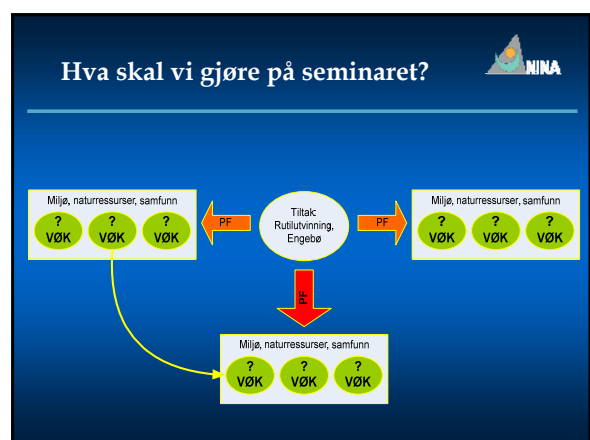 Hva skal vi gjøre på seminaret?
NINA
Miljø, naturressurser, samfunn
?
VØK
?
VØK
?
VØK
PF
Tiltak:
Rutilutvinning,
Engebø
PF
Miljø, naturressurser, samfunn
?
VØK
?
VØK
?
VØK
PF
Miljø, naturressurser, samfunn
?
VØK
?
VØK
?
VØK